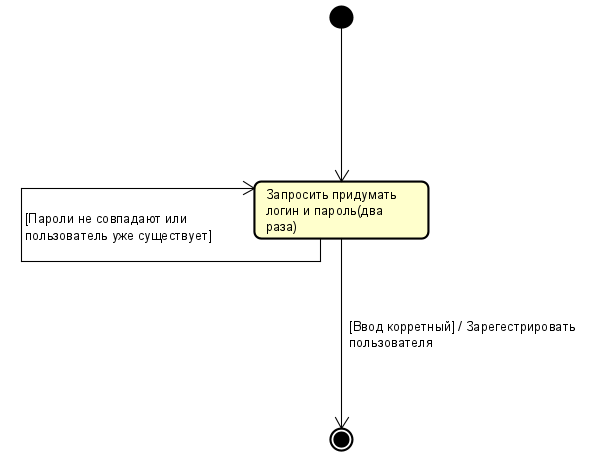 Запросить придумать
логин и пароль(два
раза)
[Пароли не совпадают или
пользователь уже существует]
[Ввод корретный] / Зарегестрировать
пользователя